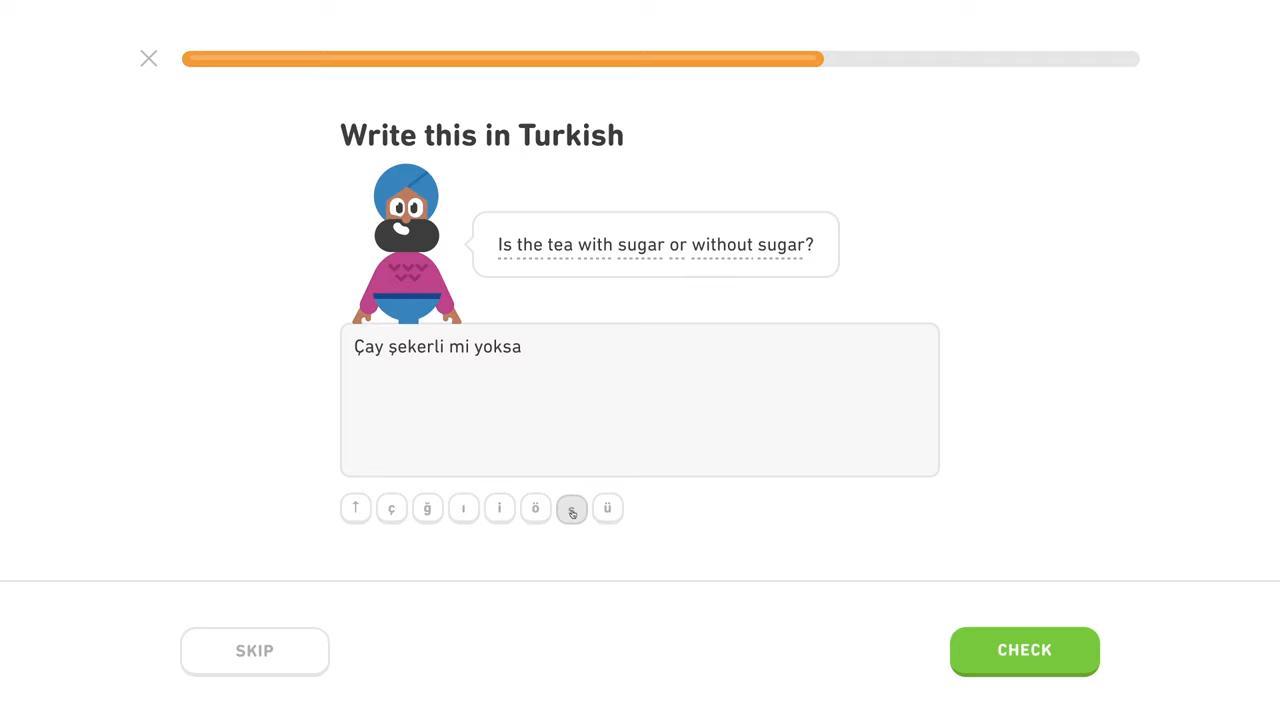 Write this in Turkish
Is the tea with sugar or without sugar?
Çay şekerli mi yoksa
↑ ç ğ ı i ö ş ü
SKIP
CHECK